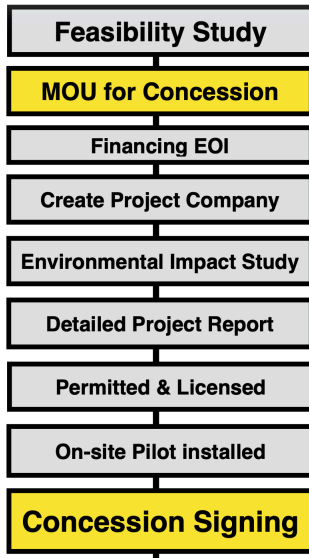 Feasibility Study
MOU for Concession
Financing EOI
Create Project Company
Environmental Impact Study
Detailed Project Report
Permitted & Licensed
On-site Pilot installed
Concession Signing